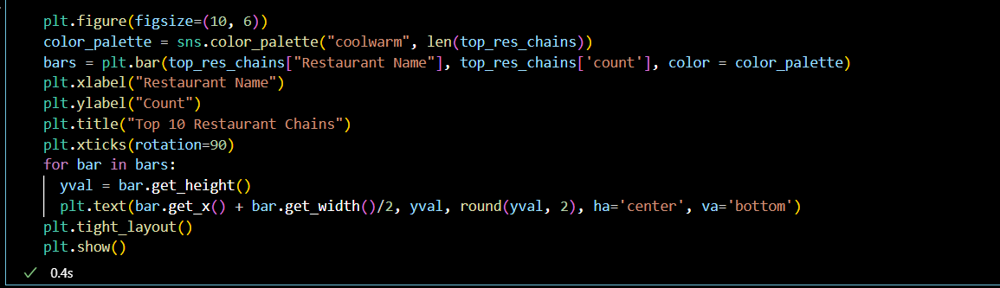 plt.figure(figsize=(10, 6))
color_palette = sns.color_palette("coolwarm", len(top_res_chains))
bars = plt.bar(top_res_chains["Restaurant Name"], top_res_chains['count'], color = color_palette)
plt.xlabel("Restaurant Name")
plt.ylabel("Count")
plt.title("Top 10 Restaurant Chains")
plt.xticks(rotation=90)
for bar in bars:
  yval = bar.get_height()
  plt.text(bar.get_x() + bar.get_width()/2, yval, round(yval, 2), ha='center', va='bottom')
plt.tight_layout()
plt.show()
0.4s